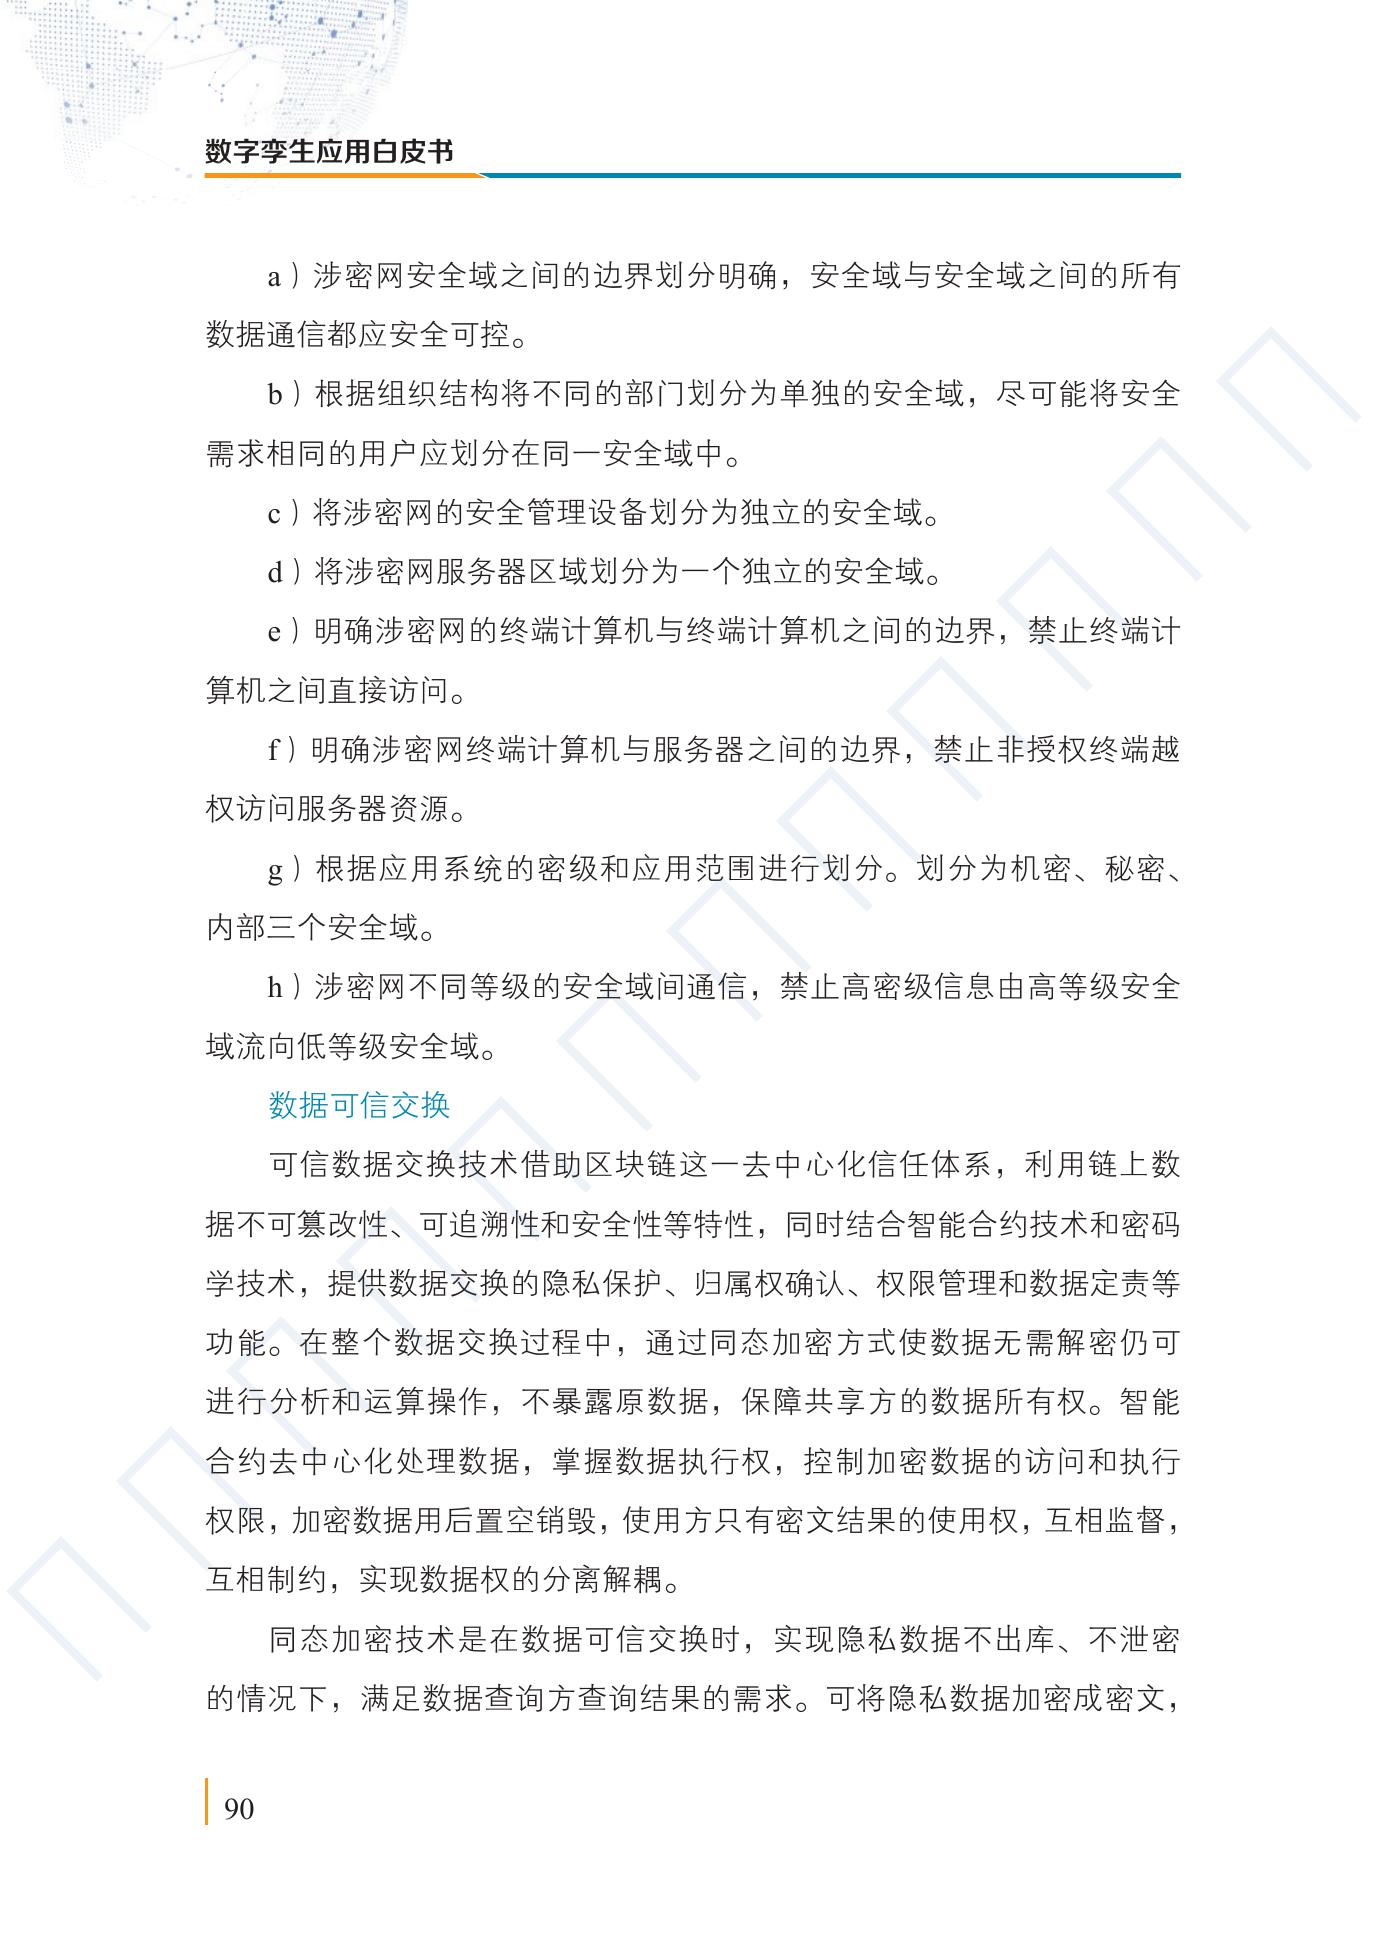 数字孪生应用白皮书
a）涉密网安全域之间的边界划分明确，安全域与安全域之间的所有
数据通信都应安全可控。
b）根据组织结构将不同的部门划分为单独的安全域，尽可能将安全
需求相同的用户应划分在同一安全域中。
c）将涉密网的安全管理设备划分为独立的安全域。
d）将涉密网服务器区域划分为一个独立的安全域。
e）明确涉密网的终端计算机与终端计算机之间的边界，禁止终端计
算机之间直接访问。
f）明确涉密网终端计算机与服务器之间的边界，禁止非授权终端越
权访问服务器资源。
g）根据应用系统的密级和应用范围进行划分。划分为机密、秘密、
内部三个安全域。
h）涉密网不同等级的安全域间通信，禁止高密级信息由高等级安全
域流向低等级安全域。
数据可信交换
可信数据交换技术借助区块链这一去中心化信任体系，利用链上数
据不可篡改性、可追溯性和安全性等特性，同时结合智能合约技术和密码
学技术，提供数据交换的隐私保护、归属权确认、权限管理和数据定责等
功能。在整个数据交换过程中，通过同态加密方式使数据无需解密仍可
进行分析和运算操作，不暴露原数据，保障共享方的数据所有权。智能
合约去中心化处理数据，掌握数据执行权，控制加密数据的访问和执行
权限，加密数据用后置空销毁，使用方只有密文结果的使用权，互相监督，
互相制约，实现数据权的分离解耦。
同态加密技术是在数据可信交换时，实现隐私数据不出库、不泄密
的情况下，满足数据查询方查询结果的需求。可将隐私数据加密成密文，
90